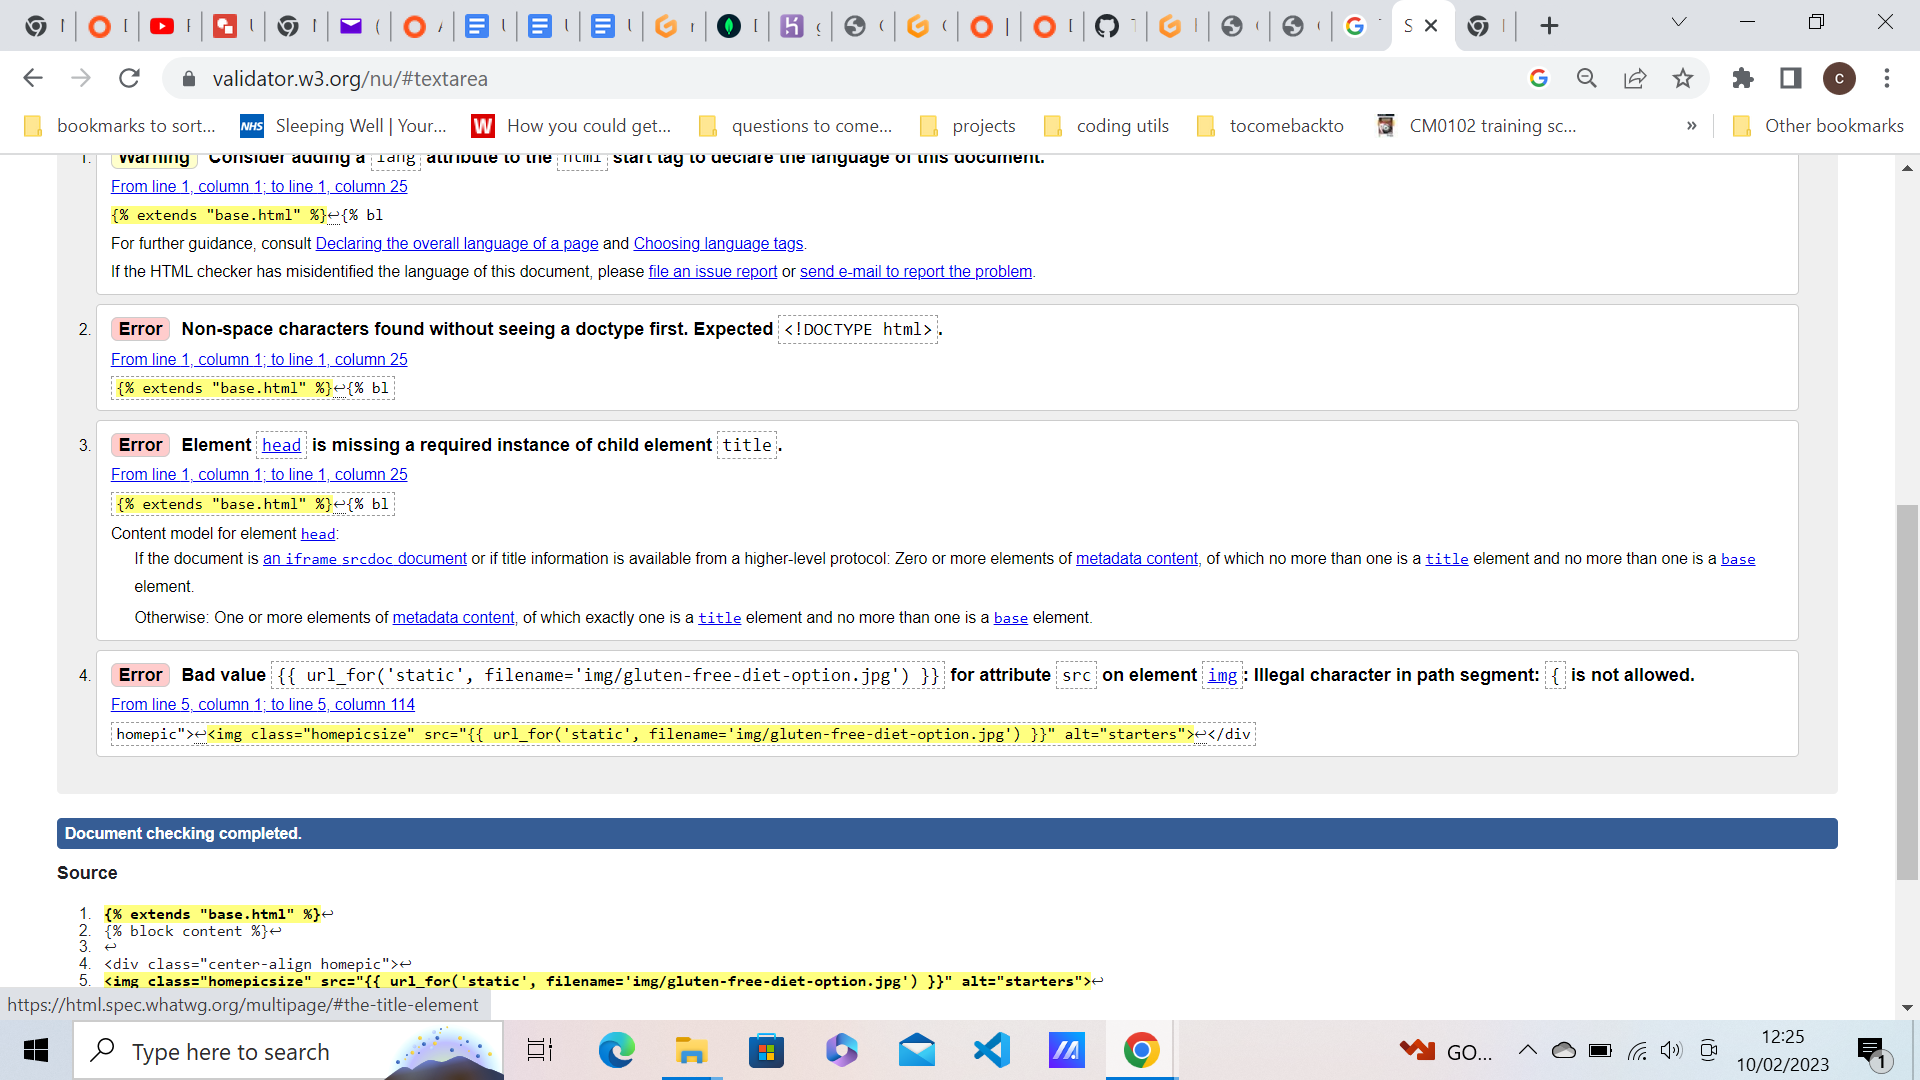 validator.w3.org/nu/#textarea
bookmarks to sort...
Sleeping Well | Your...
How you could get...
questions to come...
projects
coding utils
tocomebackto
CM0102 training sc...
»
Other bookmarks
1. Warning Consider adding a lang attribute to the html start tag to declare the language of this document.
From line 1, column 1; to line 1, column 25
{% extends "base.html" %}↩{% bl
For further guidance, consult Declaring the overall language of a page and Choosing language tags.
If the HTML checker has misidentified the language of this document, please file an issue report or send e-mail to report the problem.
2. Error Non-space characters found without seeing a doctype first. Expected <!DOCTYPE html>.
From line 1, column 1; to line 1, column 25
{% extends "base.html" %}↩{% bl
3. Error Element head is missing a required instance of child element title.
From line 1, column 1; to line 1, column 25
{% extends "base.html" %}↩{% bl
Content model for element head:
If the document is an iframe srcdoc document or if title information is available from a higher-level protocol: Zero or more elements of metadata content, of which no more than one is a title element and no more than one is a base
element.
Otherwise: One or more elements of metadata content, of which exactly one is a title element and no more than one is a base element.
4. Error Bad value {{ url_for('static', filename='img/gluten-free-diet-option.jpg') }} for attribute src on element img: Illegal character in path segment: { is not allowed.
From line 5, column 1; to line 5, column 114
homepic">↩<img class="homepicsize" src="{{ url_for('static', filename='img/gluten-free-diet-option.jpg') }}" alt="starters">↩</div
Document checking completed.
Source
1. {% extends "base.html" %}↩
2. {% block content %}↩
3. ↩
4. <div class="center-align homepic">↩
5. <img class="homepicsize" src="{{ url_for('static', filename='img/gluten-free-diet-option.jpg') }}" alt="starters">↩
https://html.spec.whatwg.org/multipage/#the-title-element
Type here to search
GO...
12:25
10/02/2023
1